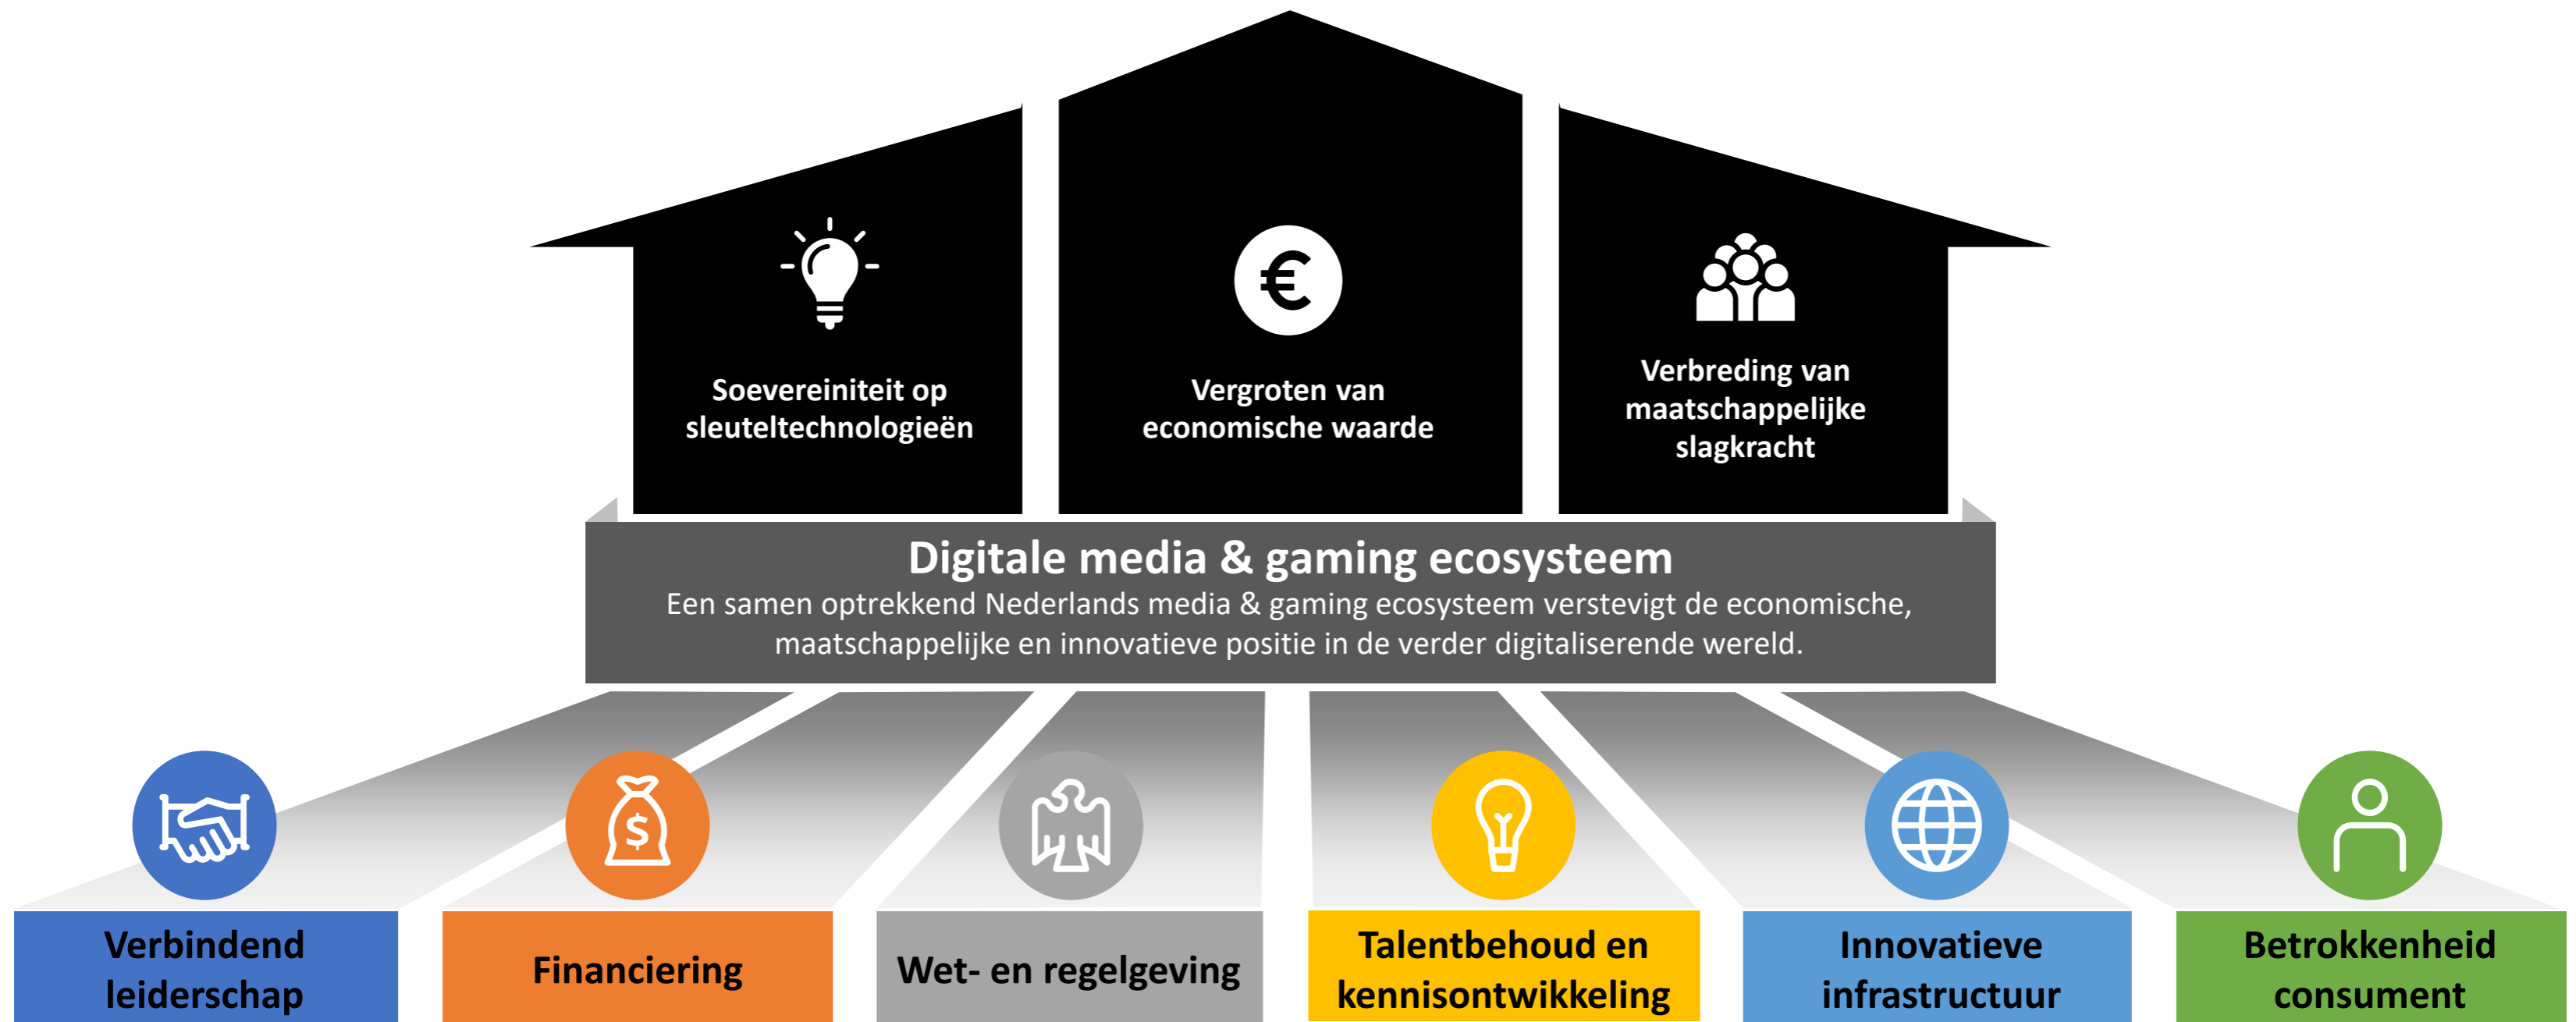 Soevereiniteit op
sleuteltechnologieën
€
Vergroten van
economische waarde
Verbreding van
maatschappelijke
slagkracht
Digitale media & gaming ecosysteem
Een samen optrekkend Nederlands media & gaming ecosysteem verstevigt de economische,
maatschappelijke en innovatieve positie in de verder digitaliserende wereld.
$
Verbindend
leiderschap
Financiering
Wet- en regelgeving
Talentbehoud en
kennisontwikkeling
Innovatieve
infrastructuur
Betrokkenheid
consument